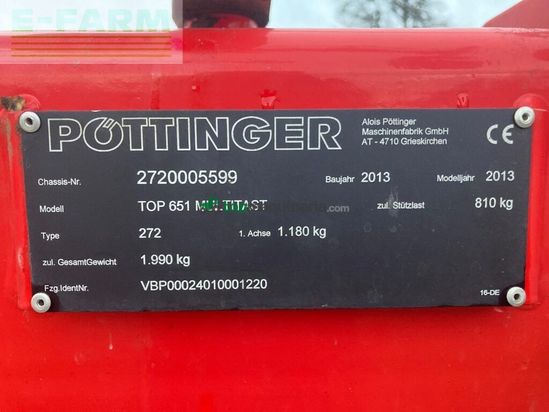 E-FARM
PÖTTINGER
Alois Pöttinger
Maschinenfabrik GmbH
AT - 4710 Grieskirchen
CE
Chassis-Nr. 2720005599 Baujahr 2013 Modelljahr 2013
Modell TOP 651 MULTITAST zul. Stützlast 810 kg
Type 272 1. Achse 1.180 kg
zul. GesamtGewicht 1.990 kg
Fzg.IdentNr. VBP00024010001220
16-DE